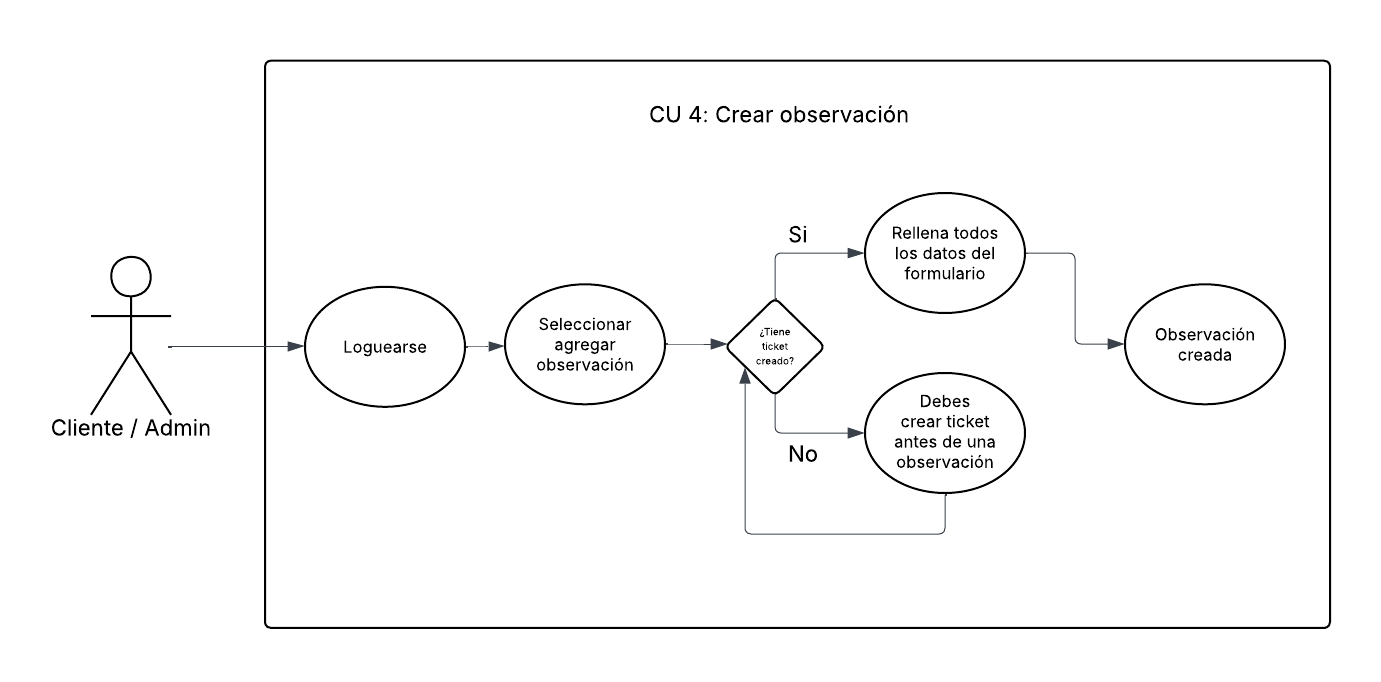 CU 4: Crear observación
Si
Rellena todos
los datos del
formulario
Loguearse
Seleccionar
agregar
observación
¿Tiene
ticket
creado?
Observación
creada
Debes
crear ticket
antes de una
observación
No
Cliente / Admin